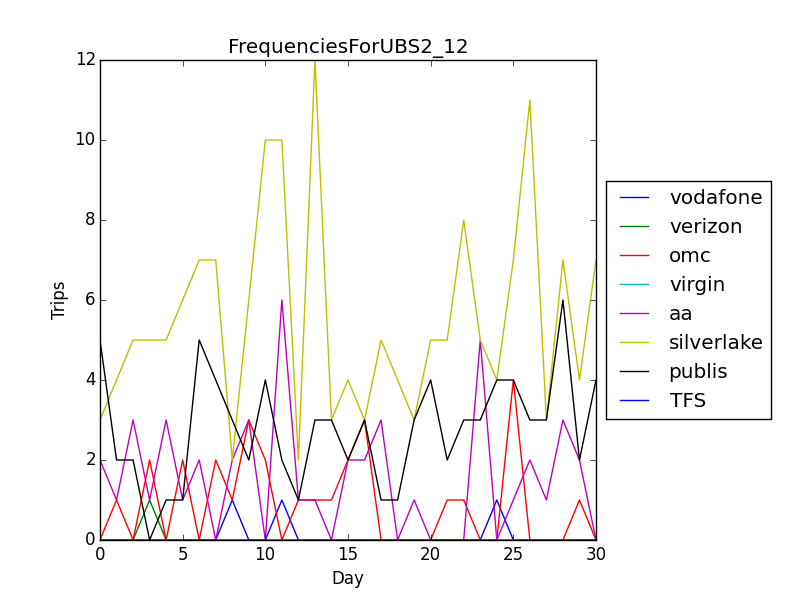 FrequenciesForUBS2_12
12
10
8
6
4
2
0
Trips
0 5 10 15 20 25 30
Day
vodafone
verizon
omc
virgin
aa
silverlake
publis
TFS